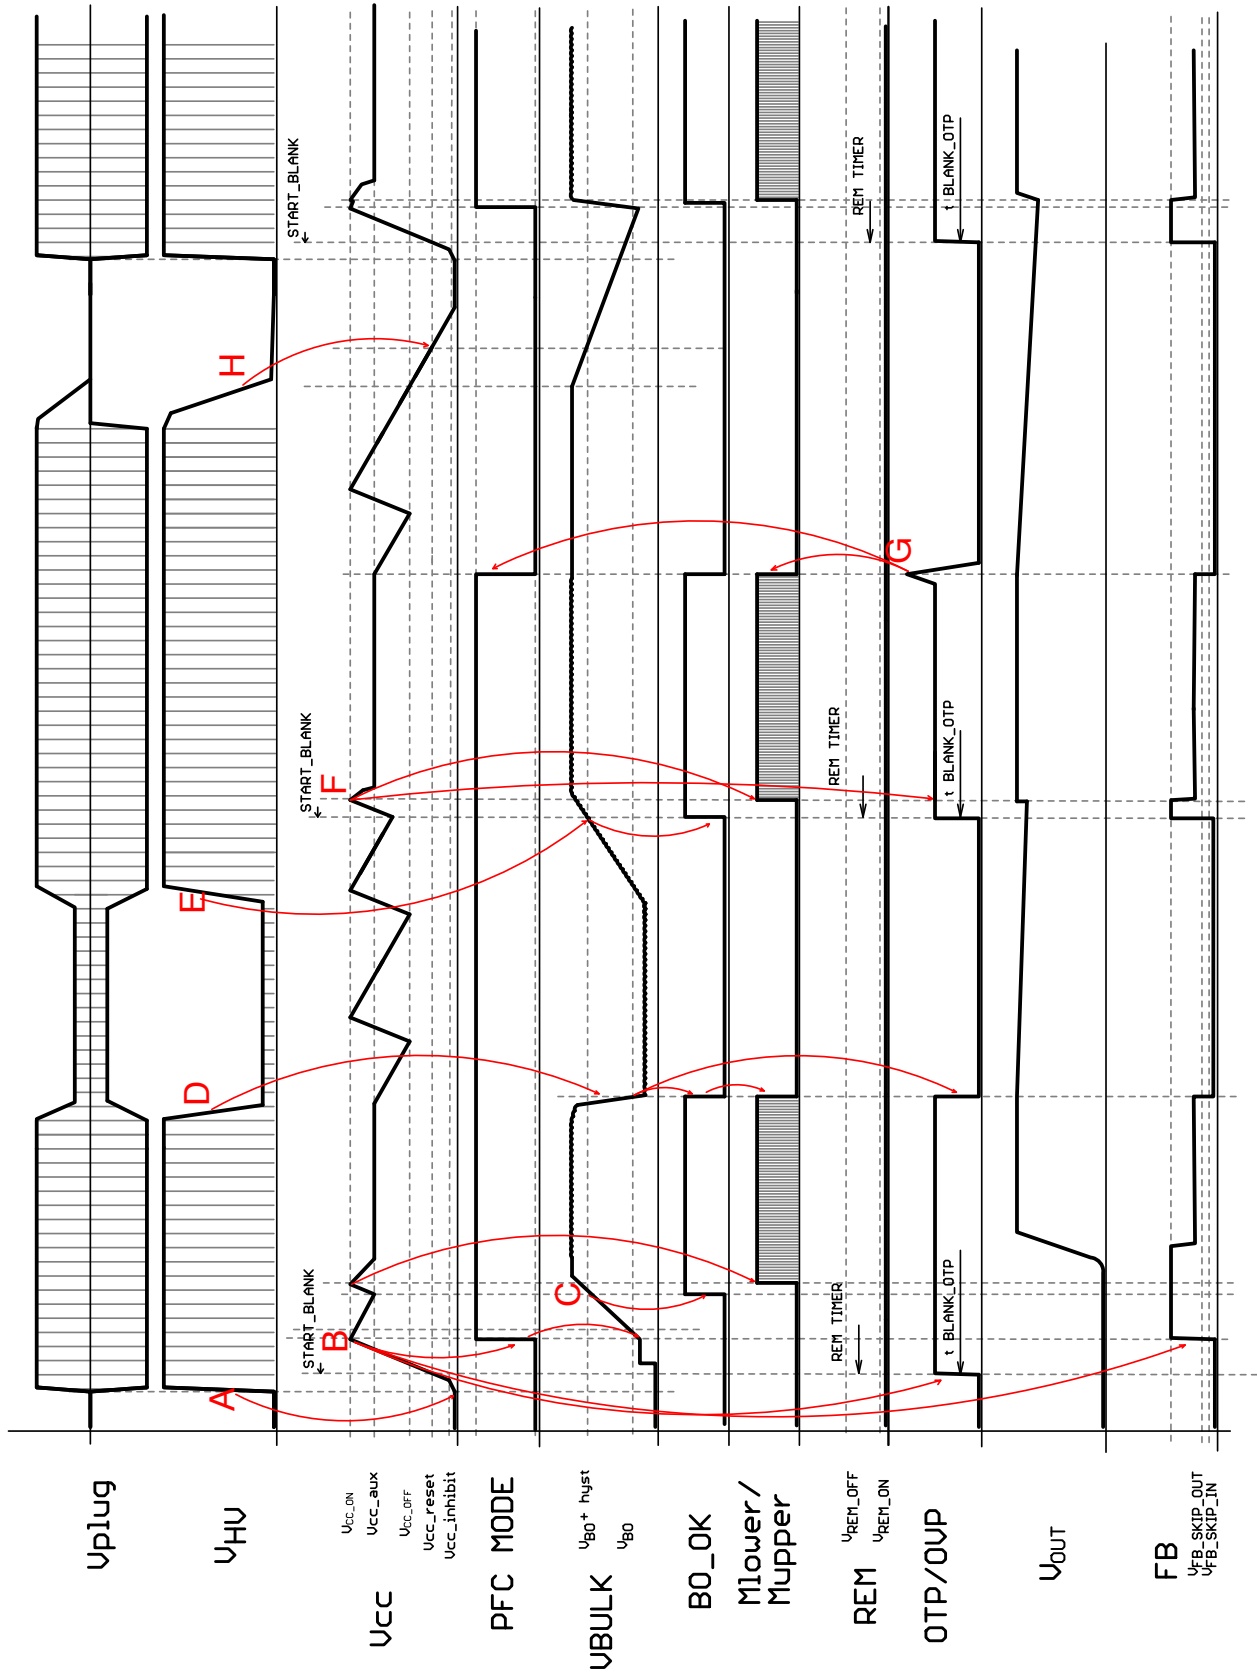 Vplug
VHV
VCC_ON
Vcc_aux
VCC_OFF
Vcc_reset
Vcc_inhibit
Vcc
PFC MODE
VBO+ hyst
VBO
VBULK
BO_OK
Mlower/
Mupper
VREM_OFF
VREM_ON
REM
OTP/OVP
VOUT
FB
VFB_SKIP_OUT
VFB_SKIP_IN
A
B
START_BLANK
C
REM TIMER
t BLANK_OTP
D
E
F
START_BLANK
REM TIMER
t BLANK_OTP
G
H
START_BLANK
REM TIMER
t BLANK_OTP